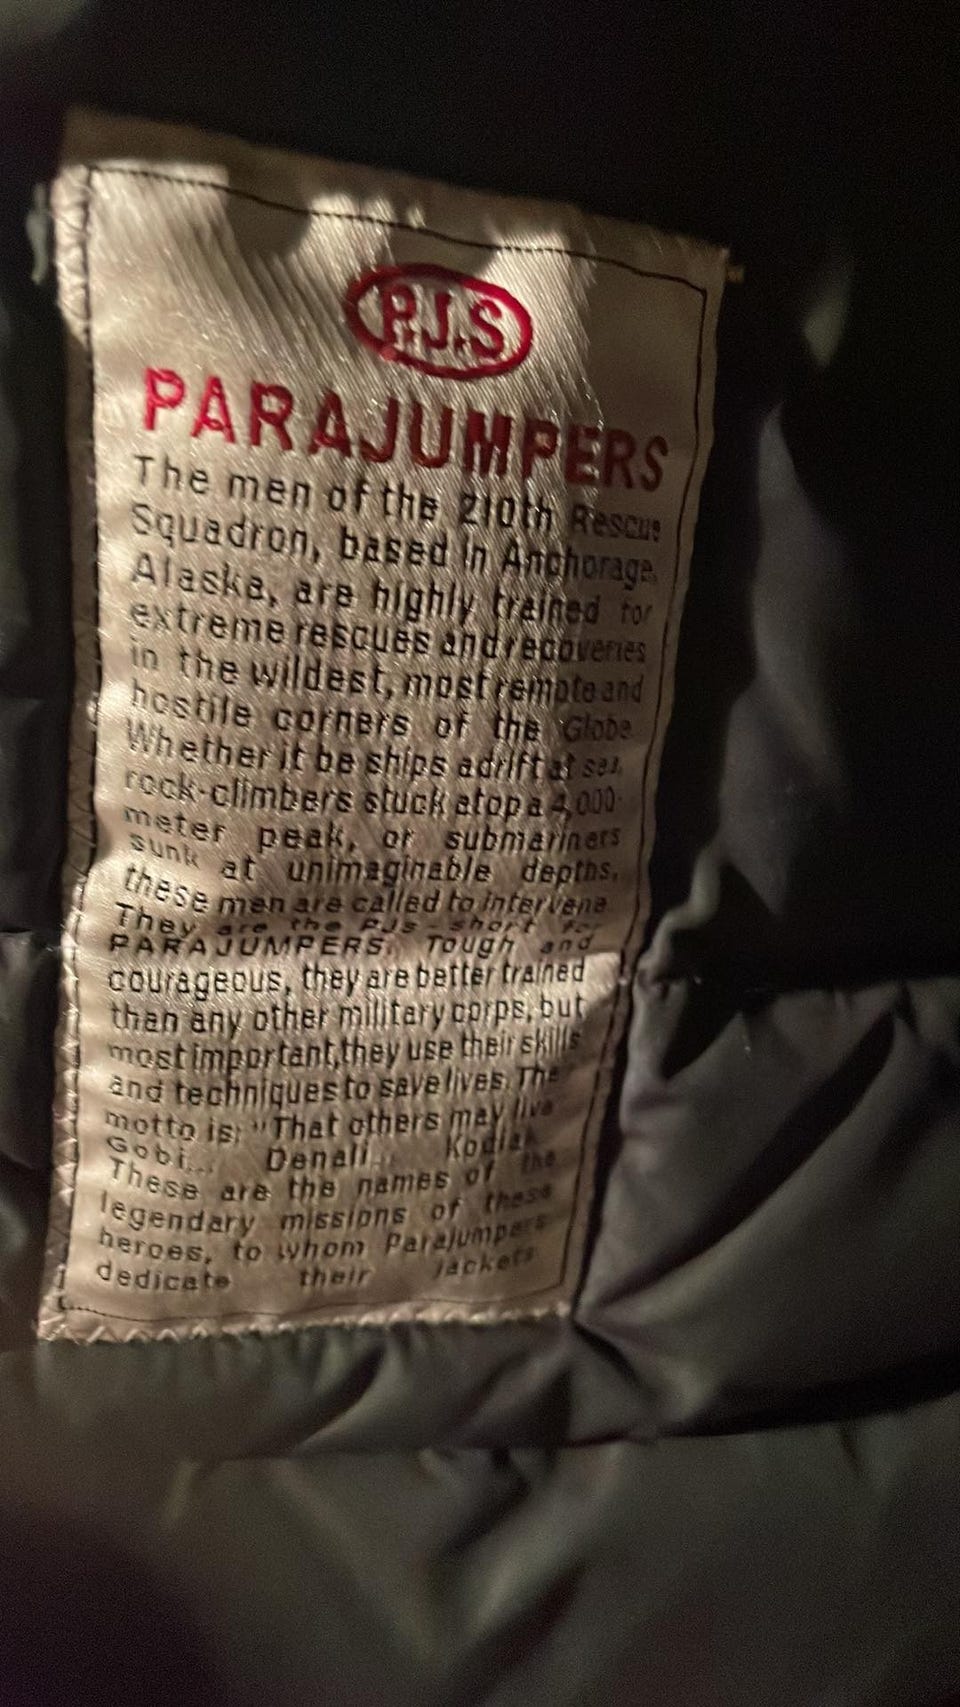 P.J.S
PARAJUMPERS
The men of the 210th Rescue
Squadron, based in Anchorage,
Alaska, are highly trained for
extreme rescues and recoveries
in the wildest, most remote and
hostile corners of the Globe.
Whether it be ships adrift at sea,
rock-climbers stuck atop a 4,000-
meter peak, or submariners
sunk at unimaginable depths,
these men are called to intervene.
They are the PJs - short for
PARAJUMPERS. Tough and
courageous, they are better trained
than any other military corps, but
most important,they use their skills
and techniques to save lives. The
motto is: "That others may live"
Gobi... Denali... Kodiak
These are the names of the
legendary missions of these
heroes, to whom Parajumpers
dedicate their jackets